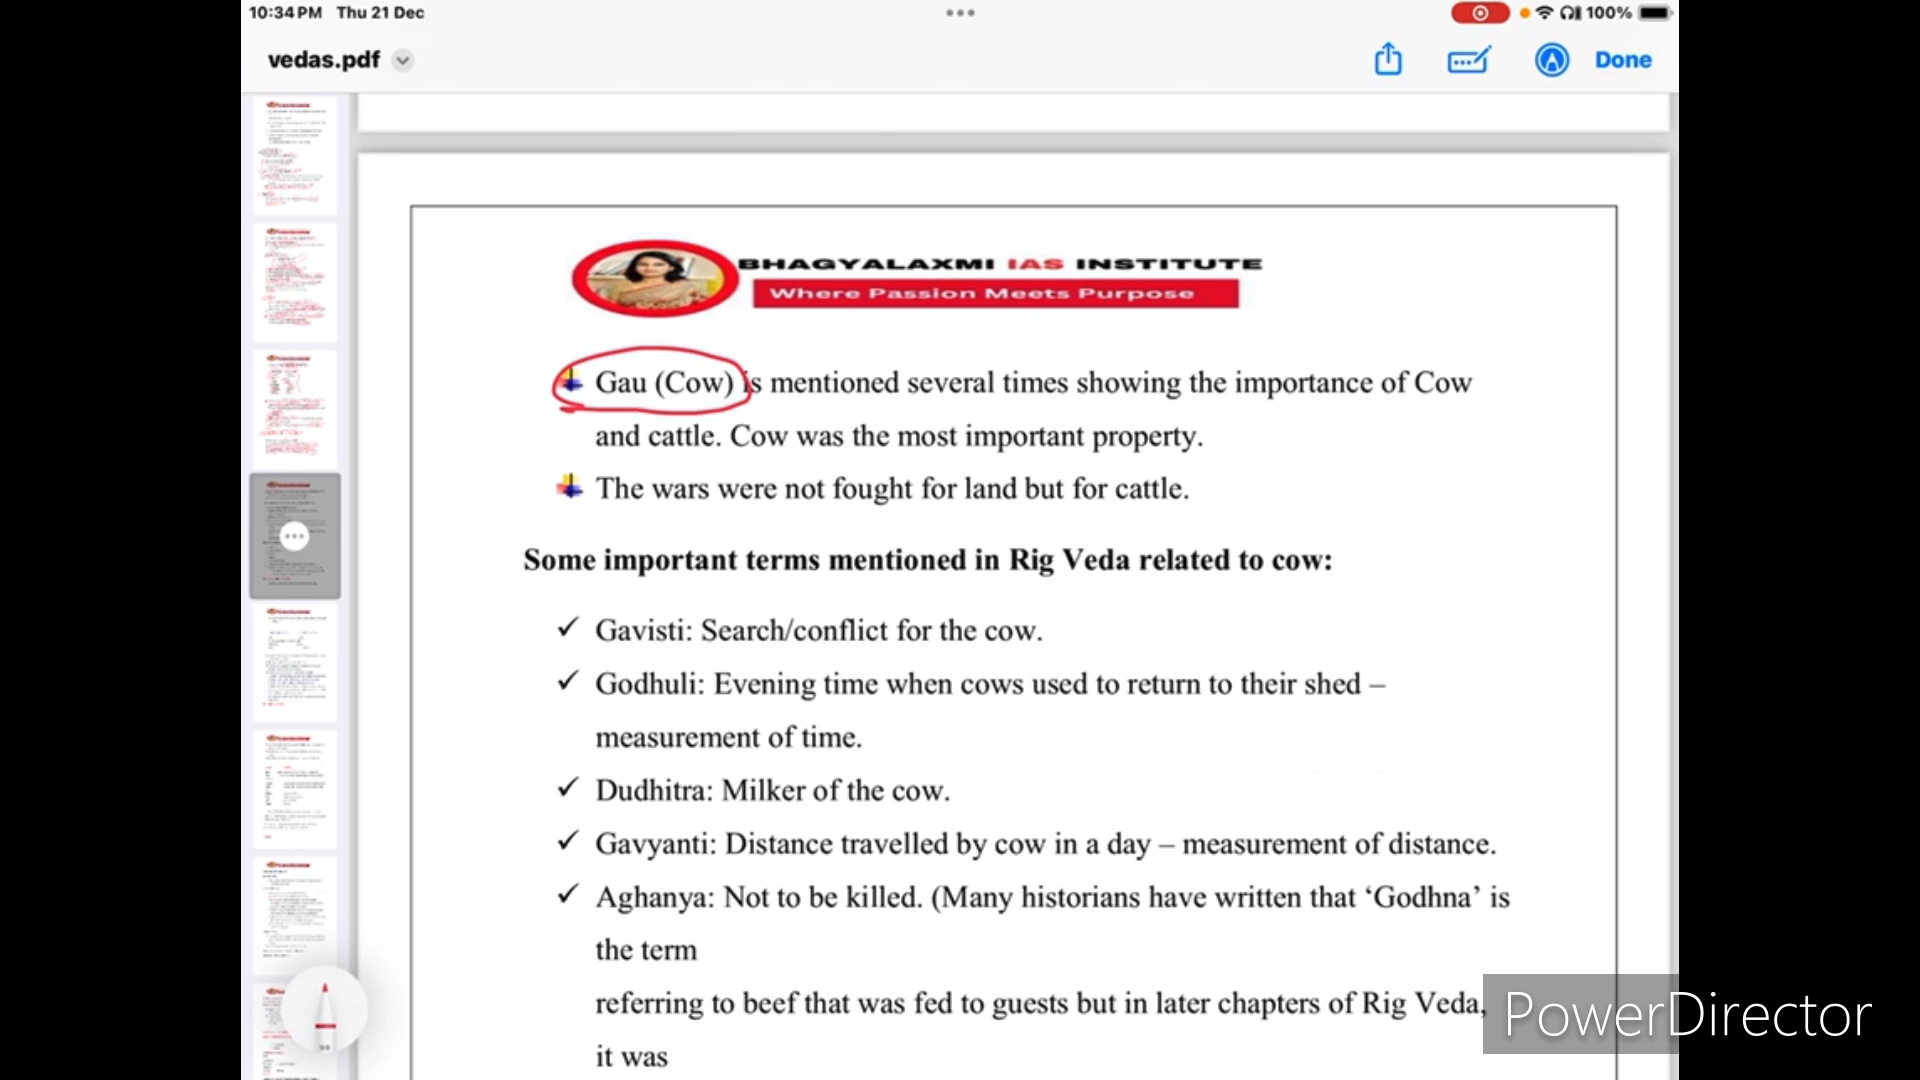 10:34 PM Thu 21 Dec
100%
vedas.pdf
Done
BHAGYALAXMI IAS INSTITUTE
Where Passion Meets Purpose
Gau (Cow) is mentioned several times showing the importance of Cow
and cattle. Cow was the most important property.
The wars were not fought for land but for cattle.
Some important terms mentioned in Rig Veda related to cow:
✓ Gavisti: Search/conflict for the cow.
✓ Godhuli: Evening time when cows used to return to their shed –
measurement of time.
✓ Dudhitra: Milker of the cow.
✓ Gavyanti: Distance travelled by cow in a day – measurement of distance.
✓ Aghanya: Not to be killed. (Many historians have written that ‘Godhna’ is
the term
referring to beef that was fed to guests but in later chapters of Rig Veda,
it was
PowerDirector